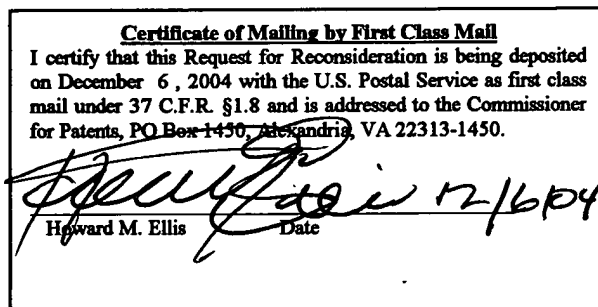 Certificate of Mailing by First Class Mail
I certify that this Request for Reconsideration is being deposited
on December 6 , 2004 with the U.S. Postal Service as first class
mail under 37 C.F.R. §1.8 and is addressed to the Commissioner
for Patents, PO Box 1450, Alexandria, VA 22313-1450.
12/6/04
Howard M. Ellis Date